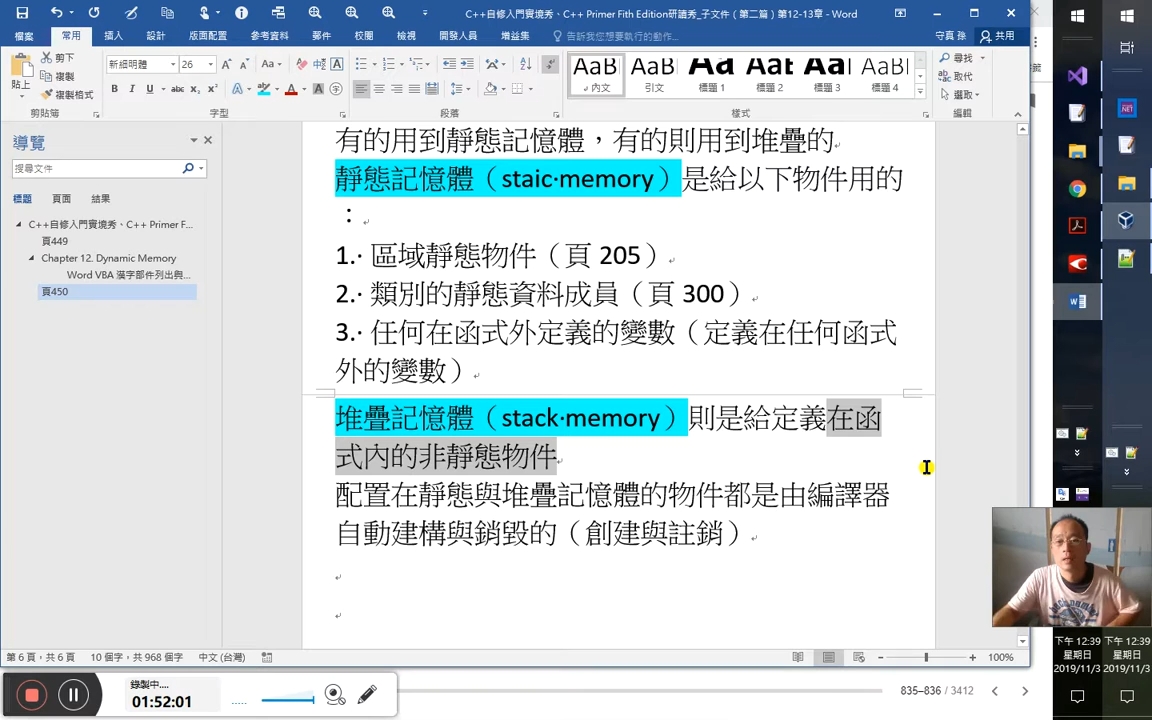 C++自修入門實境秀、C++ Primer Fith Edition研讀秀_子文件（第二篇）第12-13章 - Word
檔案 常用 插入 設計 版面配置 參考資料 郵件 校閱 檢視 開發人員 增益集 告訴我您想要執行的動作... 守真 孫 共用
剪下
複製
複製格式
貼上
新細明體 26
尋找
取代
選取
AaBb AaBb Aa AaBb AaB AaBb
內文 標題 1 標題 2 標題 3 標題 4
剪貼簿 字型 段落 樣式 編輯
導覽
搜尋文件
標題 頁面 結果
C++自修入門實境秀、C++ Primer F...
頁449
Chapter 12. Dynamic Memory
Word VBA 漢字部件列出與...
頁450
有的用到靜態記憶體，有的則用到堆疊的
靜態記憶體（staic·memory）是給以下物件用的
：
1.· 區域靜態物件（頁 205）
2.· 類別的靜態資料成員（頁 300）
3.· 任何在函式外定義的變數（定義在任何函式
外的變數）
堆疊記憶體（stack·memory）則是給定義在函
式內的非靜態物件
配置在靜態與堆疊記憶體的物件都是由編譯器
自動建構與銷毀的（創建與註銷）
第 6 頁，共 6 頁 10 個字，共 968 個字 中文 (台灣) 100%
錄製中....
01:52:01
835–836 / 3412
下午 12:39 下午 12:39
星期日 星期日
2019/11/3 2019/11/3